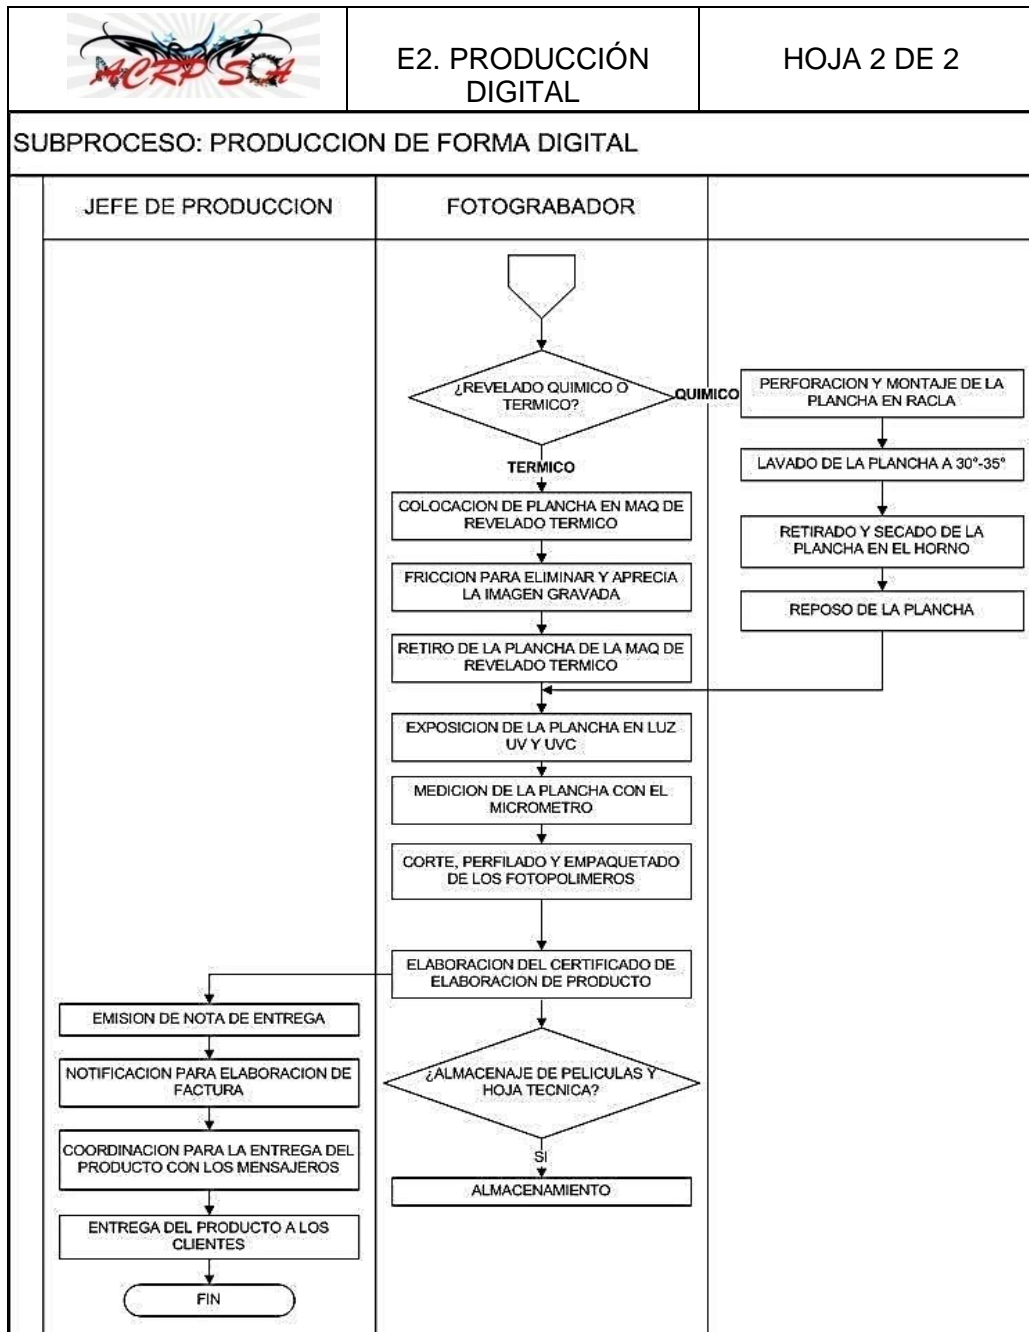 ACRP S A
E2. PRODUCCIÓN
DIGITAL
HOJA 2 DE 2
SUBPROCESO: PRODUCCION DE FORMA DIGITAL
JEFE DE PRODUCCION
FOTOGRABADOR
¿REVELADO QUIMICO O
TERMICO?
QUIMICO
PERFORACION Y MONTAJE DE LA
PLANCHA EN RACLA
LAVADO DE LA PLANCHA A 30°-35°
RETIRADO Y SECADO DE LA
PLANCHA EN EL HORNO
REPOSO DE LA PLANCHA
TERMICO
COLOCACION DE PLANCHA EN MAQ DE
REVELADO TERMICO
FRICCION PARA ELIMINAR Y APRECIA
LA IMAGEN GRAVADA
RETIRO DE LA PLANCHA DE LA MAQ DE
REVELADO TERMICO
EXPOSICION DE LA PLANCHA EN LUZ
UV Y UVC
MEDICION DE LA PLANCHA CON EL
MICROMETRO
CORTE, PERFILADO Y EMPAQUETADO
DE LOS FOTOPOLIMEROS
ELABORACION DEL CERTIFICADO DE
ELABORACION DE PRODUCTO
¿ALMACENAJE DE PELICULAS Y
HOJA TECNICA?
SI
ALMACENAMIENTO
EMISION DE NOTA DE ENTREGA
NOTIFICACION PARA ELABORACION DE
FACTURA
COORDINACION PARA LA ENTREGA DEL
PRODUCTO CON LOS MENSAJEROS
ENTREGA DEL PRODUCTO A LOS
CLIENTES
FIN